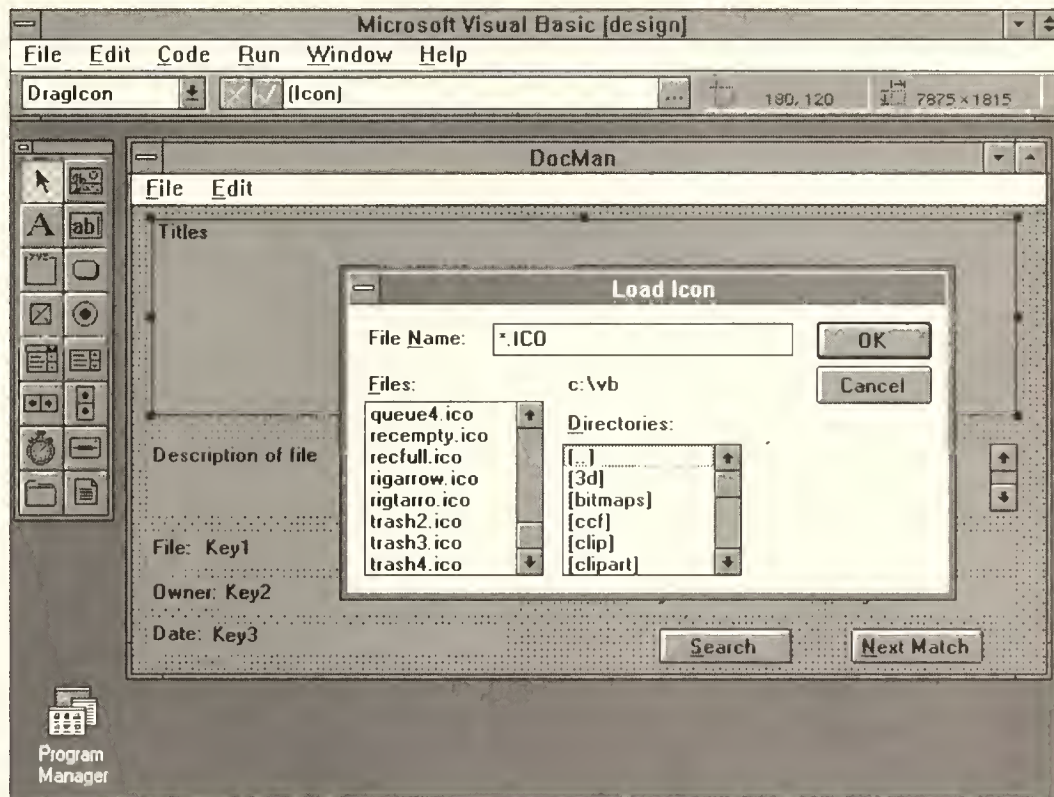 Microsoft Visual Basic [design]
File Edit Code Run Window Help
DragIcon (Icon) ... 180, 120 7875 × 1815
DocMan
File Edit
Titles
Load Icon
File Name: *.ICO OK
Files: c:\vb Cancel
queue4.ico
recempty.ico
recfull.ico
rigarrow.ico
rigtarro.ico
trash2.ico
trash3.ico
trash4.ico
Directories:
[..]
[3d]
[bitmaps]
[ccf]
[clip]
[clipart]
A ab
Description of file
File: Key1
Owner: Key2
Date: Key3
Search Next Match
Program
Manager